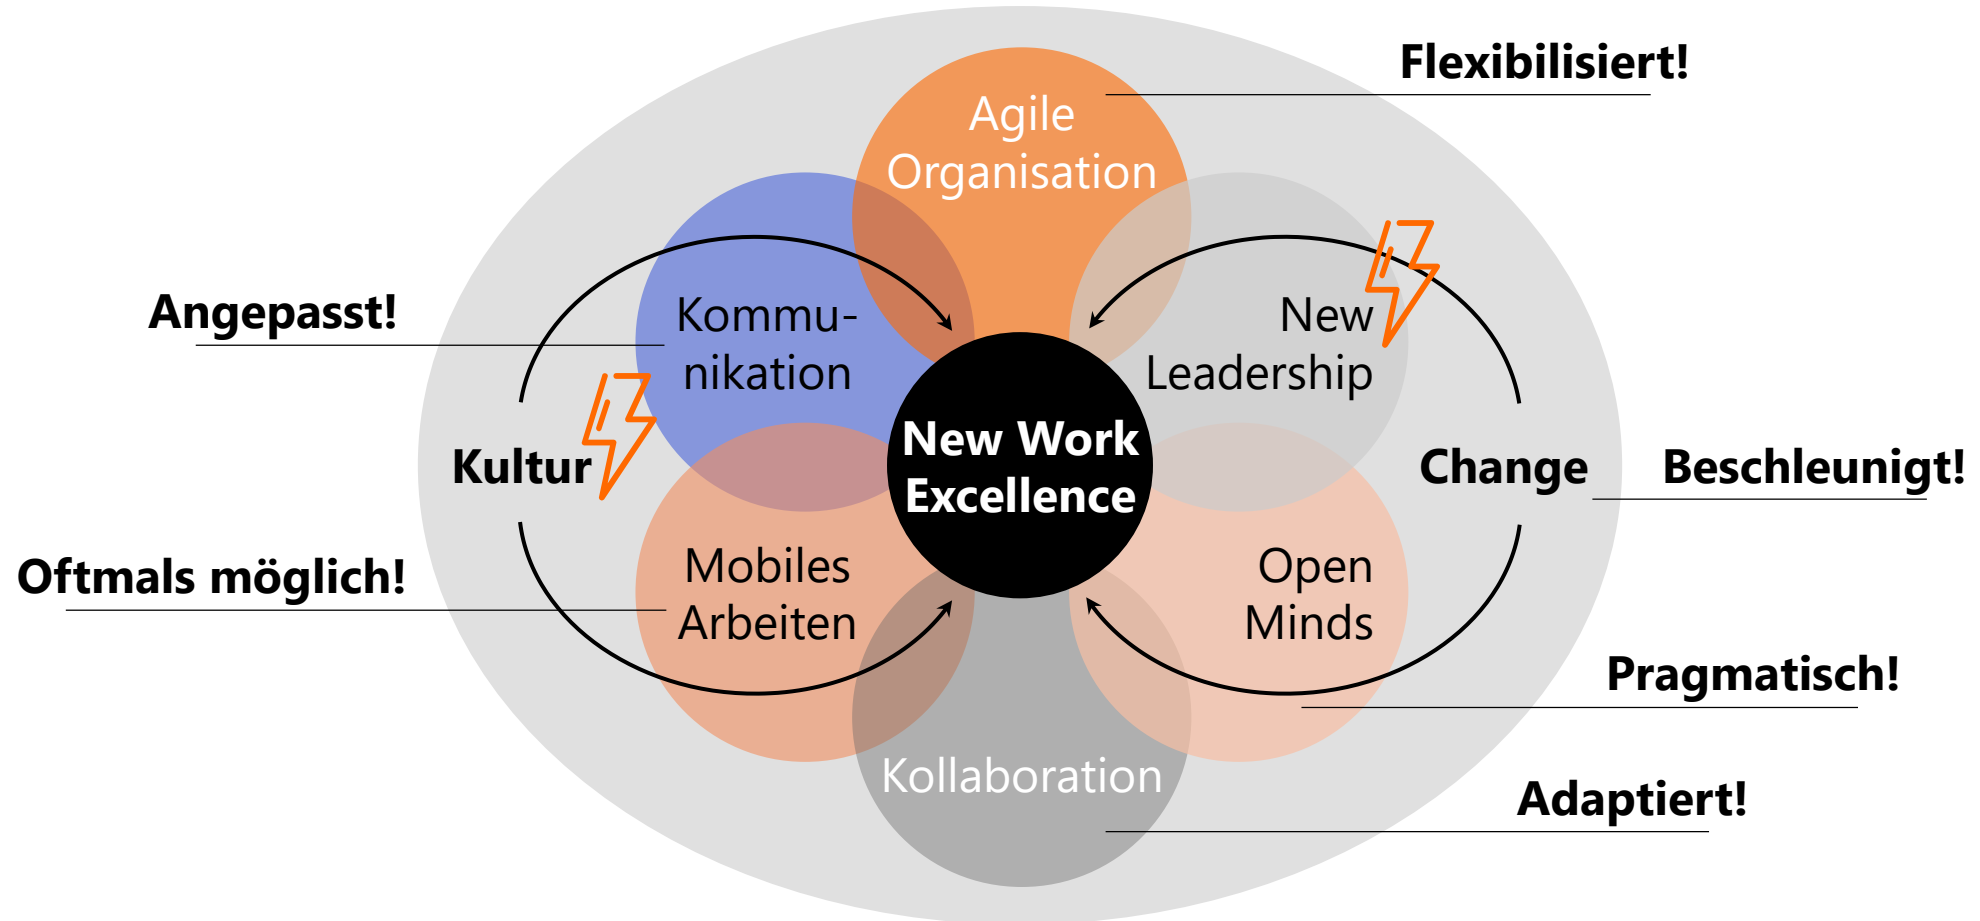 Flexibilisiert!
Agile
Organisation
Angepasst!
Kommu-
nikation
New
Leadership
New Work
Excellence
Kultur
Change
Beschleunigt!
Oftmals möglich!
Mobiles
Arbeiten
Open
Minds
Pragmatisch!
Kollaboration
Adaptiert!